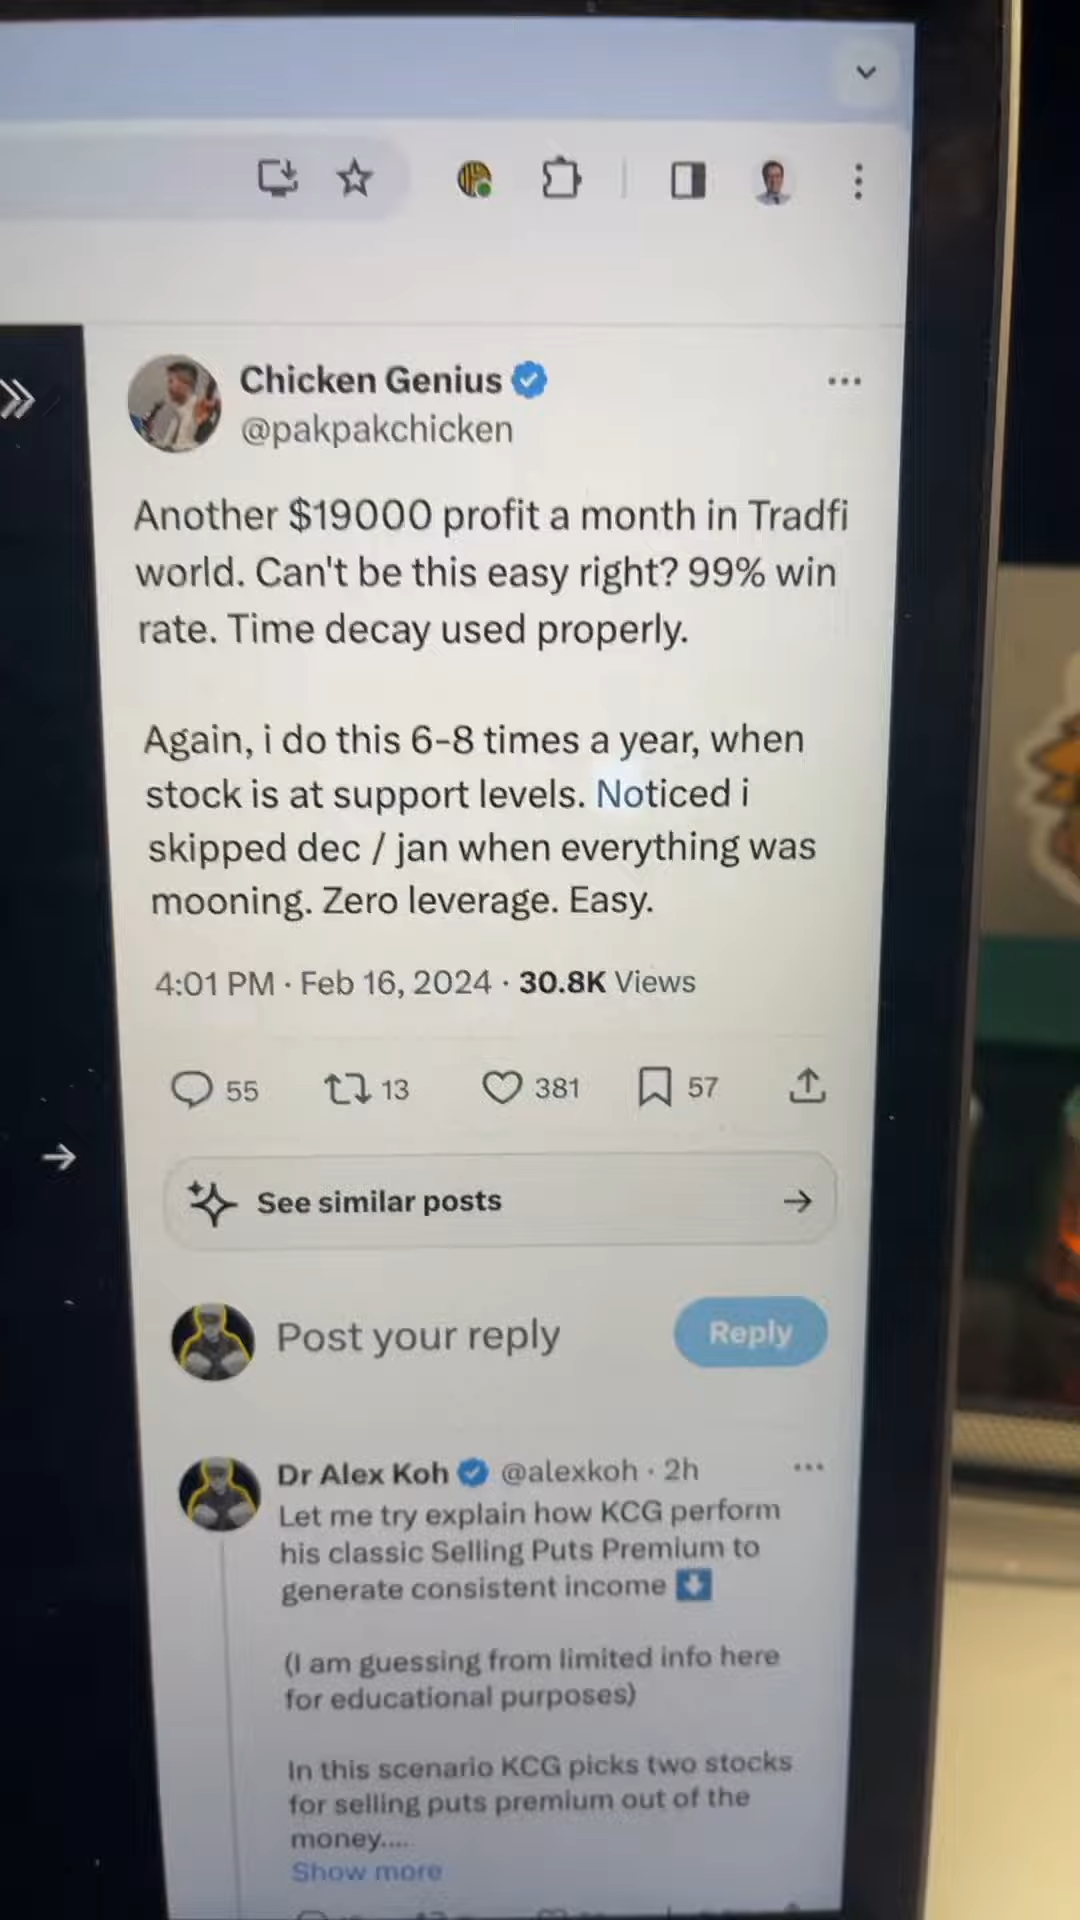 Chicken Genius
@pakpakchicken
Another $19000 profit a month in Tradfi
world. Can't be this easy right? 99% win
rate. Time decay used properly.
Again, i do this 6-8 times a year, when
stock is at support levels. Noticed i
skipped dec / jan when everything was
mooning. Zero leverage. Easy.
4:01 PM · Feb 16, 2024 · 30.8K Views
55 13 381 57
See similar posts
Post your reply Reply
Dr Alex Koh @alexkoh · 2h
Let me try explain how KCG perform
his classic Selling Puts Premium to
generate consistent income
(I am guessing from limited info here
for educational purposes)
In this scenario KCG picks two stocks
for selling puts premium out of the
money....
Show more